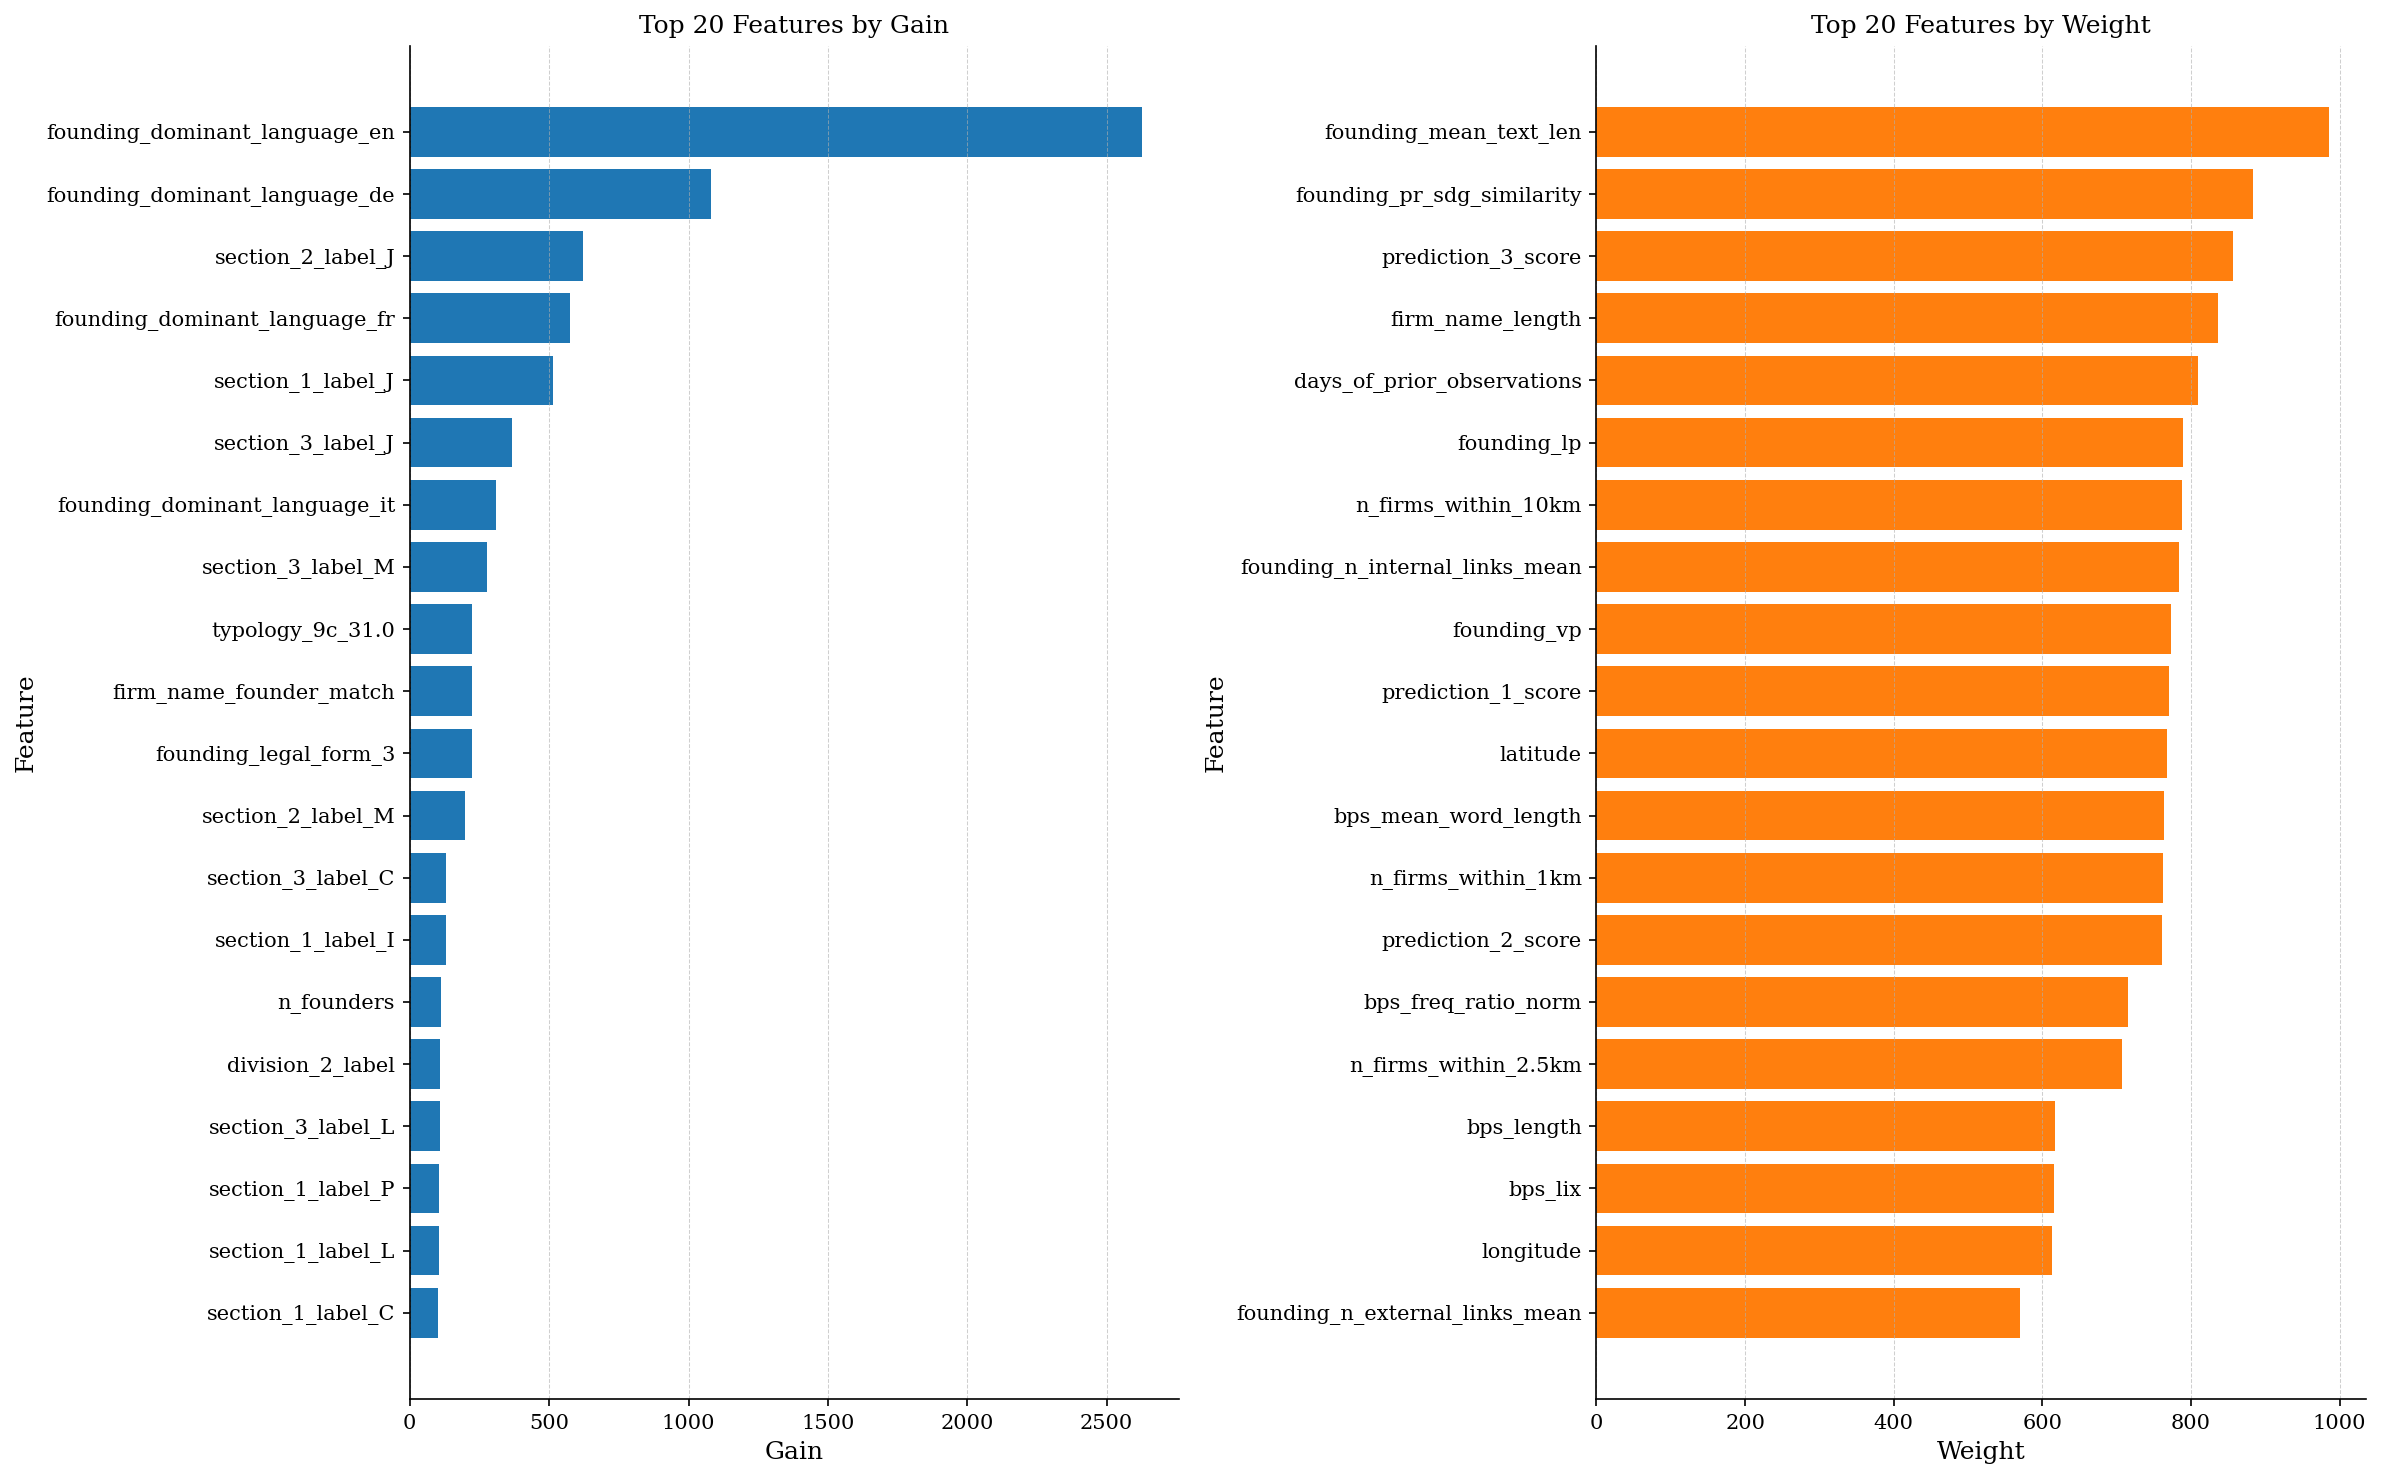 Top 20 Features by Gain
founding_dominant_language_en
founding_dominant_language_de
section_2_label_J
founding_dominant_language_fr
section_1_label_J
section_3_label_J
founding_dominant_language_it
section_3_label_M
typology_9c_31.0
firm_name_founder_match
founding_legal_form_3
section_2_label_M
section_3_label_C
section_1_label_I
n_founders
division_2_label
section_3_label_L
section_1_label_P
section_1_label_L
section_1_label_C
Feature
0 500 1000 1500 2000 2500
Gain
Top 20 Features by Weight
founding_mean_text_len
founding_pr_sdg_similarity
prediction_3_score
firm_name_length
days_of_prior_observations
founding_lp
n_firms_within_10km
founding_n_internal_links_mean
founding_vp
prediction_1_score
latitude
bps_mean_word_length
n_firms_within_1km
prediction_2_score
bps_freq_ratio_norm
n_firms_within_2.5km
bps_length
bps_lix
longitude
founding_n_external_links_mean
Feature
0 200 400 600 800 1000
Weight